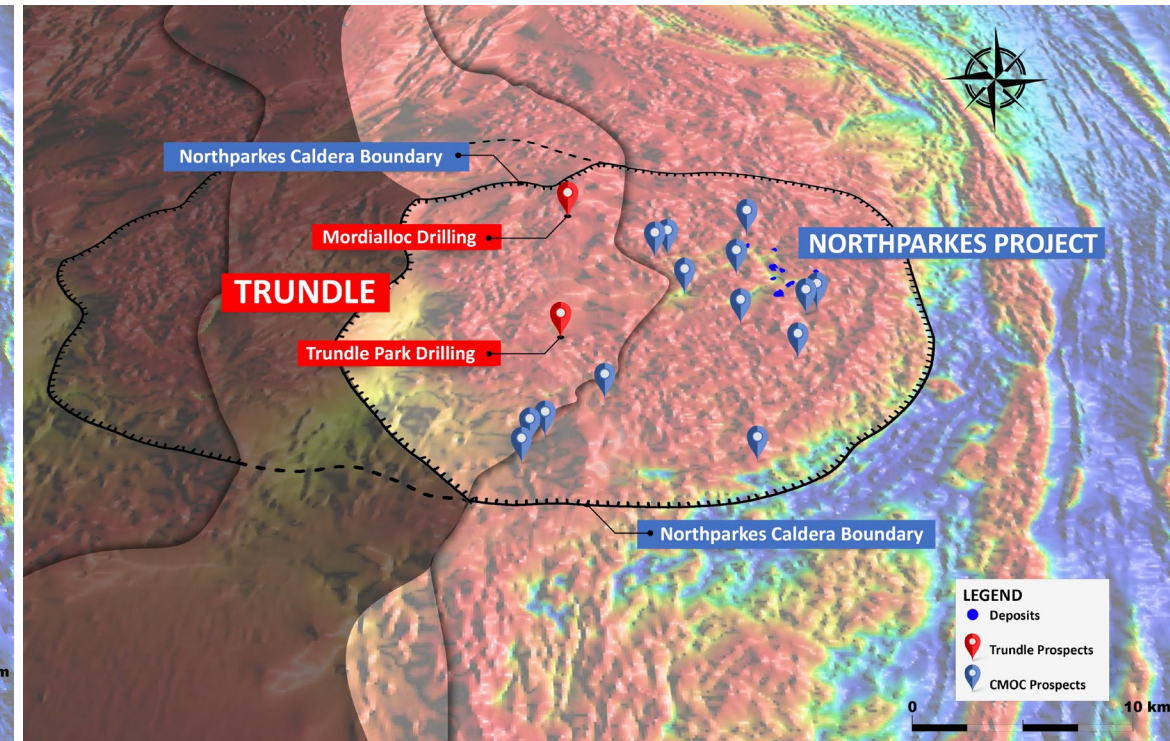 Northparkes Caldera Boundary
Mordialloc Drilling
NORTHPARKES PROJECT
TRUNDLE
Trundle Park Drilling
Northparkes Caldera Boundary
LEGEND
Deposits
Trundle Prospects
CMOC Prospects
m
0 10 km